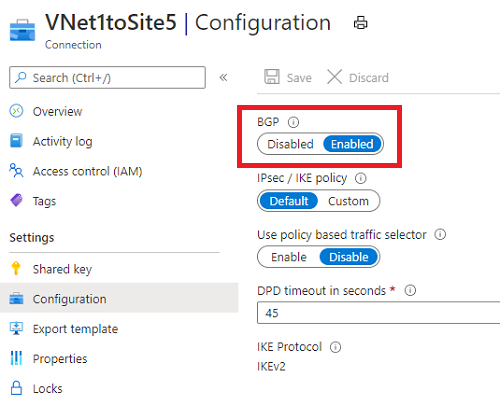 VNet1toSite5 | Configuration
Connection
Search (Ctrl+/)
«
Overview
Activity log
Access control (IAM)
Tags
Settings
Shared key
Configuration
Export template
Properties
Locks
Save Discard
BGP
Disabled Enabled
IPsec / IKE policy
Default Custom
Use policy based traffic selector
Enable Disable
DPD timeout in seconds *
45
IKE Protocol
IKEv2